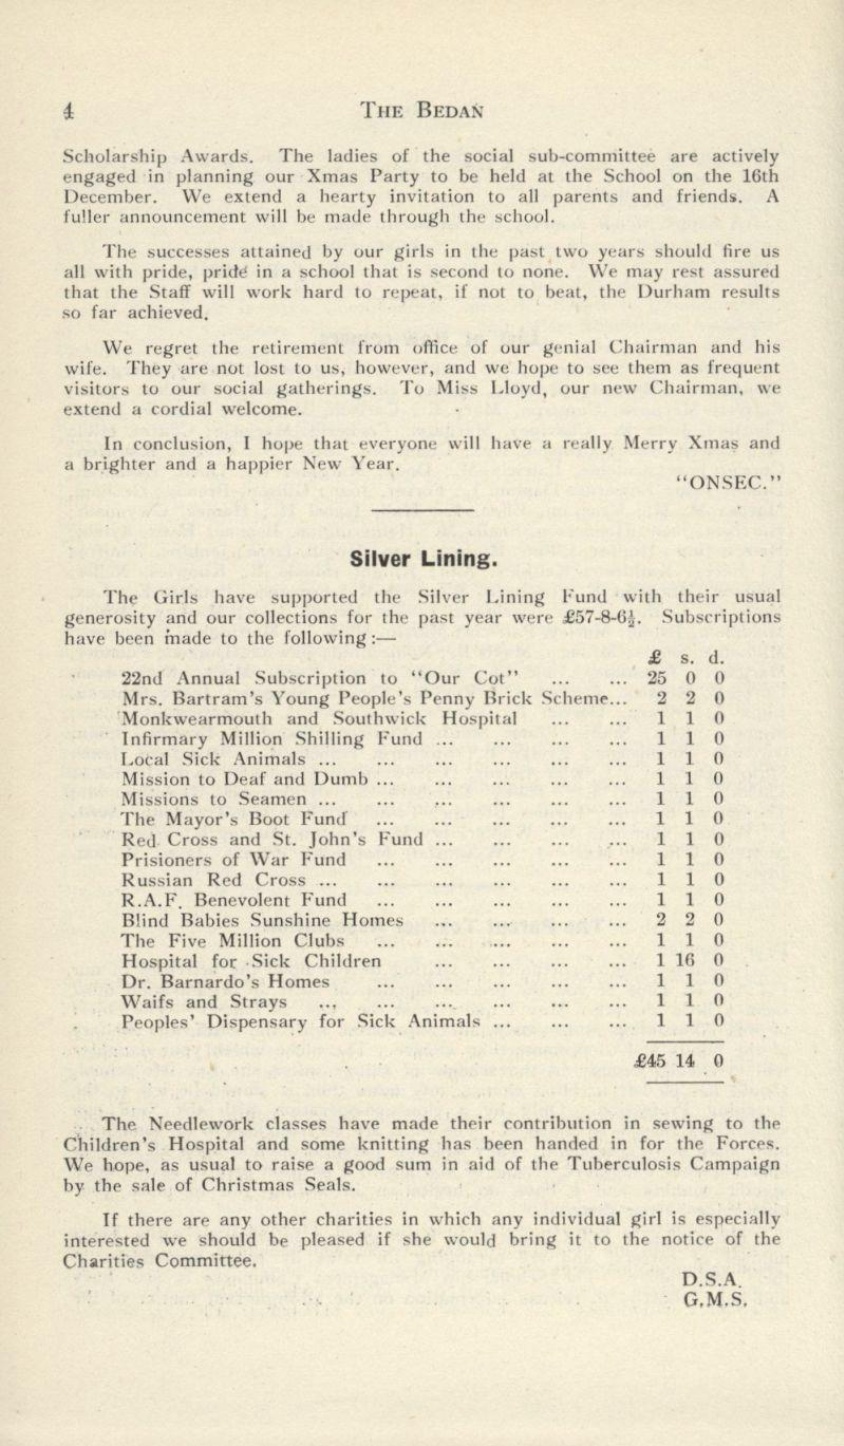 4 THE BEDAN
Scholarship Awards. The ladies of the social sub-committee are actively
engaged in planning our Xmas Party to be held at the School on the 16th
December. We extend a hearty invitation to all parents and friends. A
fuller announcement will be made through the school.
The successes attained by our girls in the past two years should fire us
all with pride, pride in a school that is second to none. We may rest assured
that the Staff will work hard to repeat, if not to beat, the Durham results
so far achieved.
We regret the retirement from office of our genial Chairman and his
wife. They are not lost to us, however, and we hope to see them as frequent
visitors to our social gatherings. To Miss Lloyd, our new Chairman, we
extend a cordial welcome.
In conclusion, I hope that everyone will have a really Merry Xmas and
a brighter and a happier New Year.
"ONSEC."
Silver Lining.
The Girls have supported the Silver Lining Fund with their usual
generosity and our collections for the past year were £57-8-6½. Subscriptions
have been made to the following:—
£ s. d.
22nd Annual Subscription to "Our Cot" ... ... 25 0 0
Mrs. Bartram's Young People's Penny Brick Scheme... 2 2 0
Monkwearmouth and Southwick Hospital ... ... 1 1 0
Infirmary Million Shilling Fund ... ... ... ... 1 1 0
Local Sick Animals ... ... ... ... ... ... 1 1 0
Mission to Deaf and Dumb ... ... ... ... ... 1 1 0
Missions to Seamen ... ... ... ... ... ... 1 1 0
The Mayor's Boot Fund ... ... ... ... ... 1 1 0
Red Cross and St. John's Fund ... ... ... ... 1 1 0
Prisioners of War Fund ... ... ... ... ... 1 1 0
Russian Red Cross ... ... ... ... ... ... 1 1 0
R.A.F. Benevolent Fund ... ... ... ... ... 1 1 0
Blind Babies Sunshine Homes ... ... ... ... 2 2 0
The Five Million Clubs ... ... ... ... ... 1 1 0
Hospital for Sick Children ... ... ... ... 1 16 0
Dr. Barnardo's Homes ... ... ... ... ... 1 1 0
Waifs and Strays ... ... ... ... ... ... 1 1 0
Peoples' Dispensary for Sick Animals ... ... ... 1 1 0
£45 14 0
The Needlework classes have made their contribution in sewing to the
Children's Hospital and some knitting has been handed in for the Forces.
We hope, as usual to raise a good sum in aid of the Tuberculosis Campaign
by the sale of Christmas Seals.
If there are any other charities in which any individual girl is especially
interested we should be pleased if she would bring it to the notice of the
Charities Committee.
D.S.A.
G.M.S.